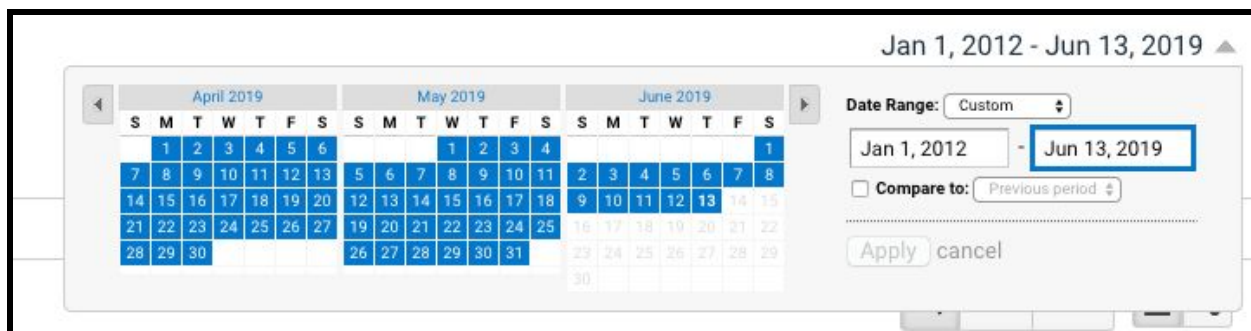 Jan 1, 2012 - Jun 13, 2019
April 2019 May 2019 June 2019
S M T W T F S S M T W T F S S M T W T F S
1 2 3 4 5 6 1 2 3 4 1
7 8 9 10 11 12 13 5 6 7 8 9 10 11 2 3 4 5 6 7 8
14 15 16 17 18 19 20 12 13 14 15 16 17 18 9 10 11 12 13 14 15
21 22 23 24 25 26 27 19 20 21 22 23 24 25 16 17 18 19 20 21 22
28 29 30 26 27 28 29 30 31 23 24 25 26 27 28 29
30
Date Range: Custom
Jan 1, 2012 - Jun 13, 2019
Compare to: Previous period
Apply cancel